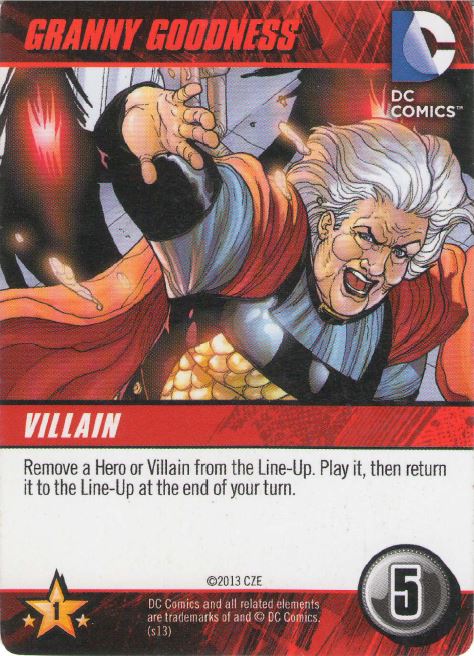 GRANNY GOODNESS
DC
COMICS™
VILLAIN
Remove a Hero or Villain from the Line-Up. Play it, then return
it to the Line-Up at the end of your turn.
©2013 CZE
1
DC Comics and all related elements
are trademarks of and © DC Comics.
(s13)
5